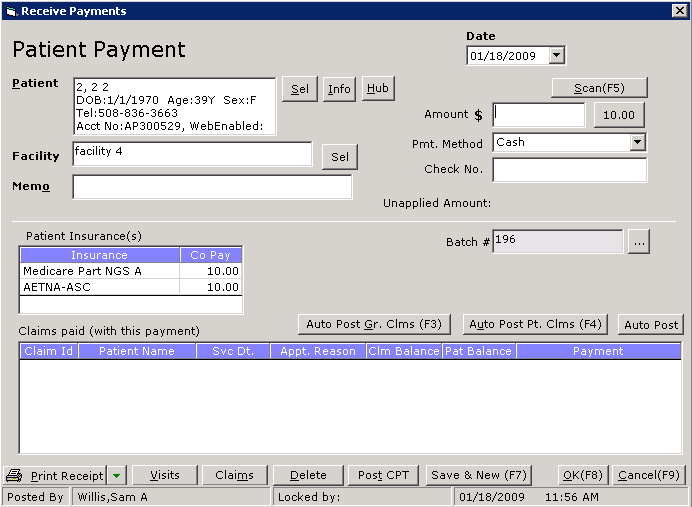 Receive Payments
Patient Payment
Date
01/18/2009
Patient
2, 2 2
DOB:1/1/1970 Age:39Y Sex:F
Tel:508-836-3663
Acct No:AP300529, WebEnabled:
Sel Info Hub
Scan(F5)
Amount $ 10.00
Facility facility 4 Sel
Pmt. Method Cash
Check No.
Memo
Unapplied Amount:
Patient Insurance(s)
Batch # 196 ...
Insurance Co Pay
Medicare Part NGS A 10.00
AETNA-ASC 10.00
Claims paid (with this payment)
Auto Post Gr. Clms (F3) Auto Post Pt. Clms (F4) Auto Post
Claim Id Patient Name Svc Dt. Appt. Reason Clm Balance Pat Balance Payment
Print Receipt Visits Claims Delete Post CPT Save & New (F7) OK(F8) Cancel(F9)
Posted By Willis,Sam A Locked by: 01/18/2009 11:56 AM